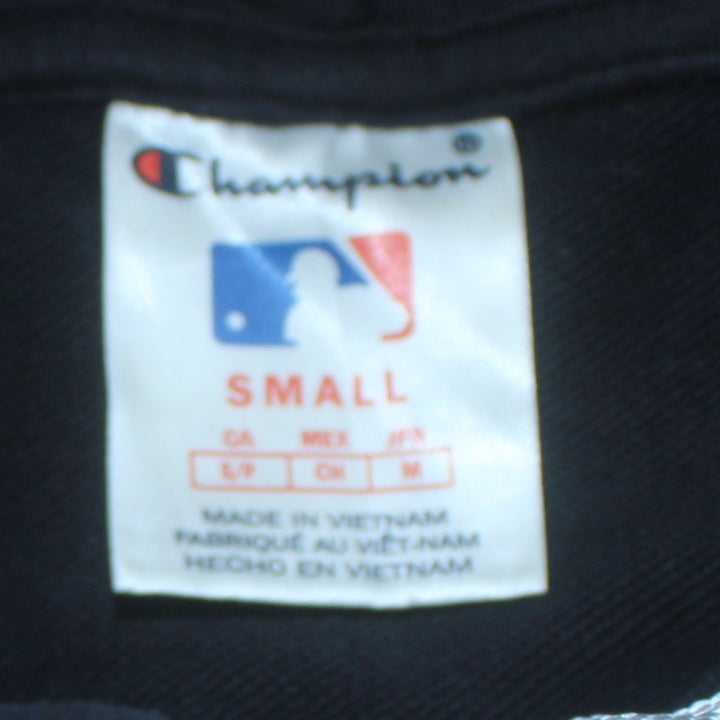 Champion®
SMALL
CA MEX JPN
S/P CH M
MADE IN VIETNAM
FABRIQUÉ AU VIÊT-NAM
HECHO EN VIETNAM